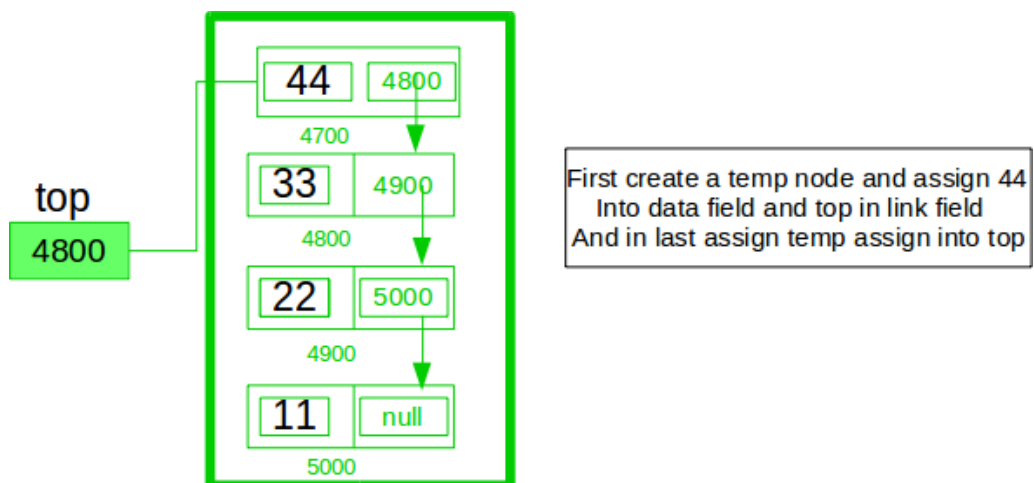 44 4800
4700
33 4900
4800
top
4800
22 5000
4900
11 null
5000
First create a temp node and assign 44
Into data field and top in link field
And in last assign temp assign into top